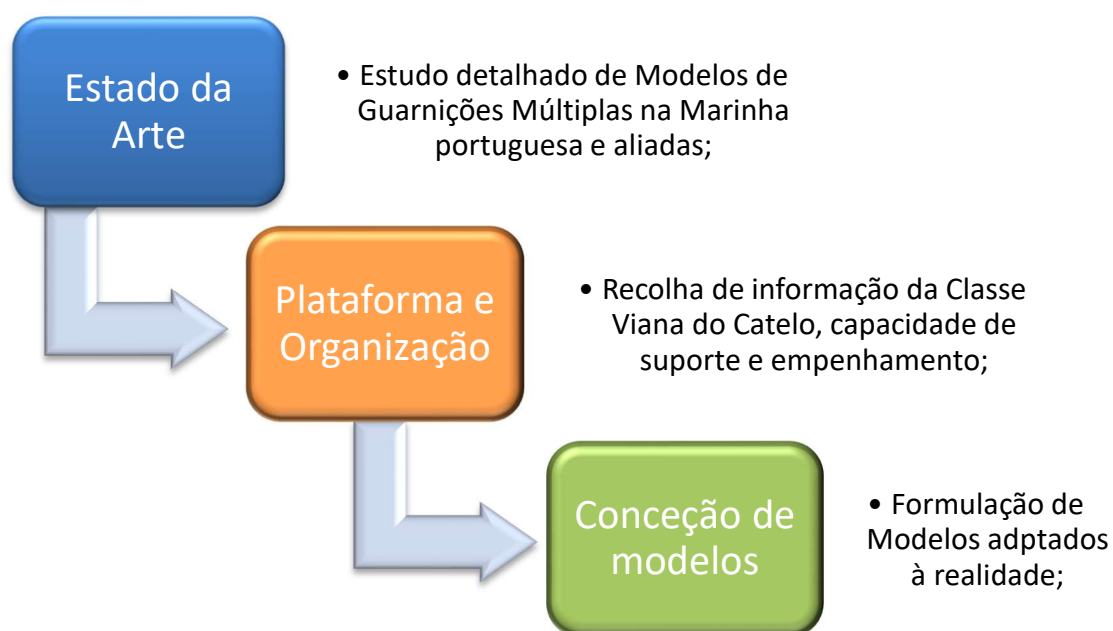 Estado da
Arte
• Estudo detalhado de Modelos de
Guarnições Múltiplas na Marinha
portuguesa e aliadas;
Plataforma e
Organização
• Recolha de informação da Classe
Viana do Catelo, capacidade de
suporte e empenhamento;
Conceção de
modelos
• Formulação de
Modelos adptados
à realidade;